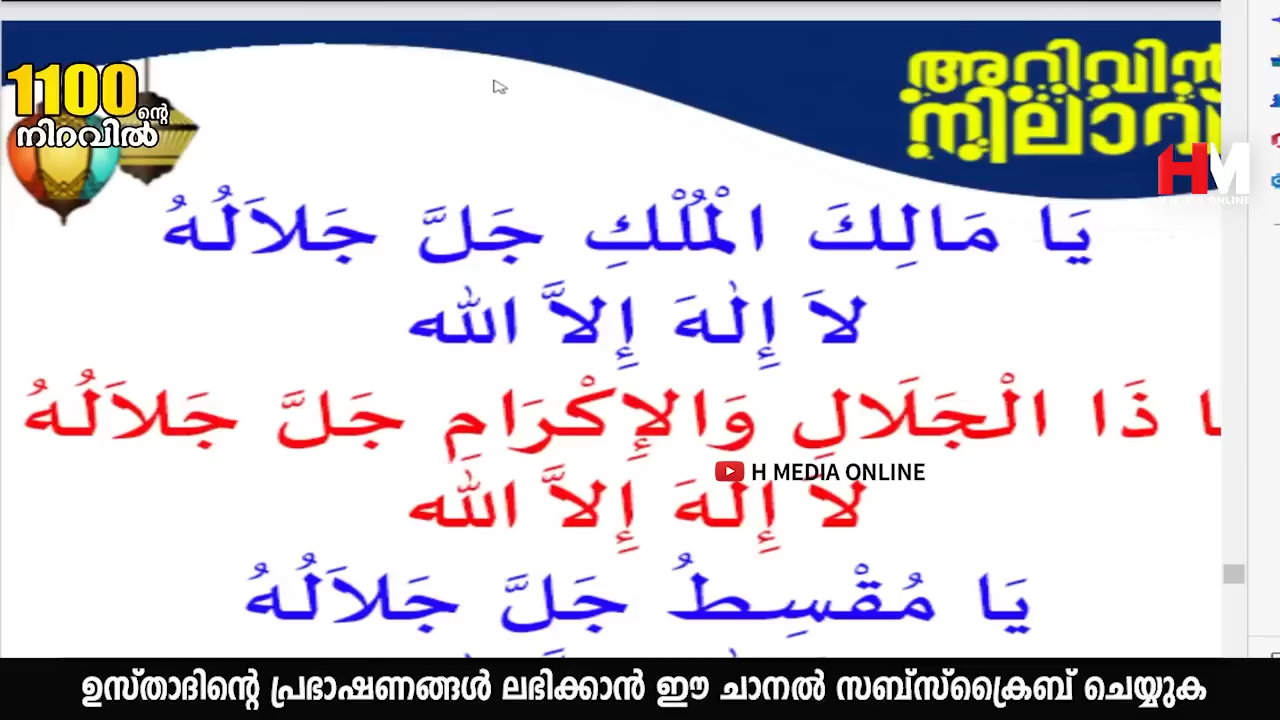 1100ന്റെ
നിറവിൽ
അറിവിൻ
നിലാവ്
HM
ONLINE
يَا مَالِكَ الْمُلْكِ جَلَّ جَلاَلُهُ
لاَ إِلٰهَ إِلاَّ الله
ا ذَا الْجَلَالِ وَالإِكْرَامِ جَلَّ جَلاَلُهُ
H MEDIA ONLINE
لاَ إِلٰهَ إِلاَّ الله
يَا مُقْسِطُ جَلَّ جَلاَلُهُ
ഉസ്താദിന്റെ പ്രഭാഷണങ്ങൾ ലഭിക്കാൻ ഈ ചാനൽ സബ്സ്ക്രൈബ് ചെയ്യുക